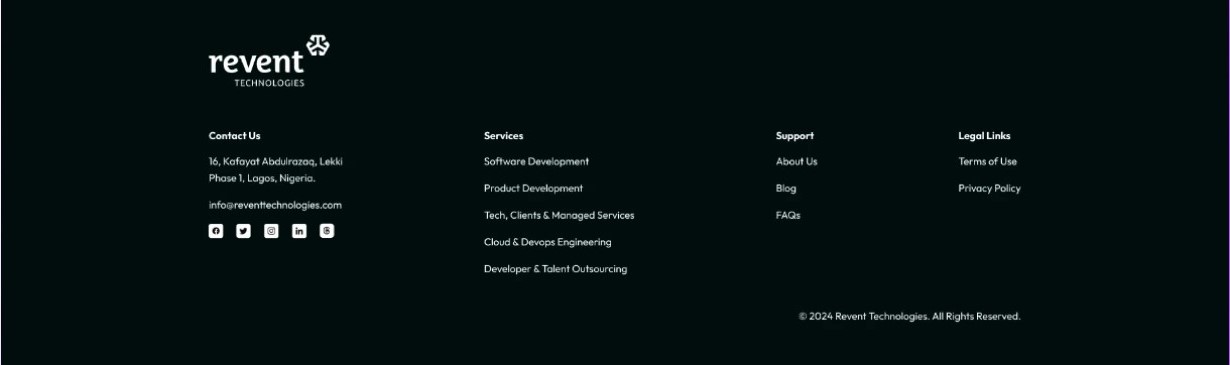 revent
TECHNOLOGIES
Contact Us
16, Kafayat Abdulrazaq, Lekki
Phase 1, Lagos, Nigeria.
info@reventtechnologies.com
Services
Software Development
Product Development
Tech, Clients & Managed Services
Cloud & Devops Engineering
Developer & Talent Outsourcing
Support
About Us
Blog
FAQs
Legal Links
Terms of Use
Privacy Policy
© 2024 Revent Technologies. All Rights Reserved.